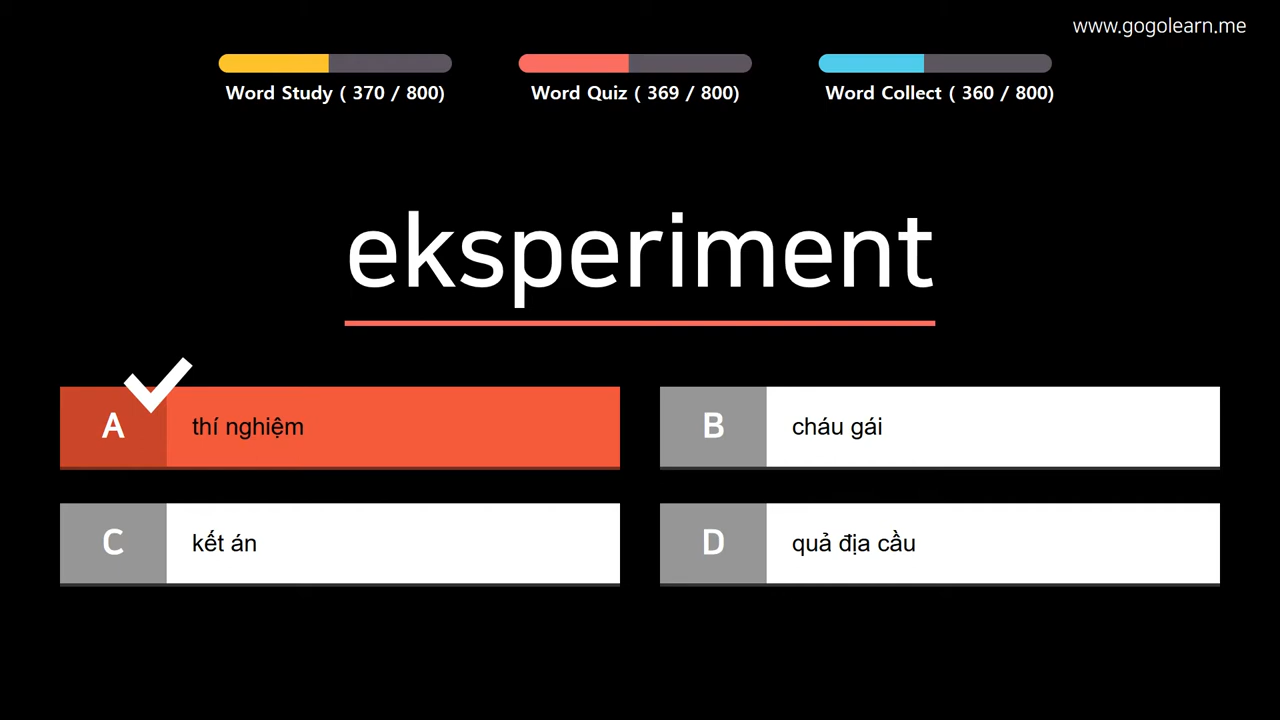 www.gogolearn.me
Word Study ( 370 / 800)
Word Quiz ( 369 / 800)
Word Collect ( 360 / 800)
eksperiment
A thí nghiệm
B cháu gái
C kết án
D quả địa cầu